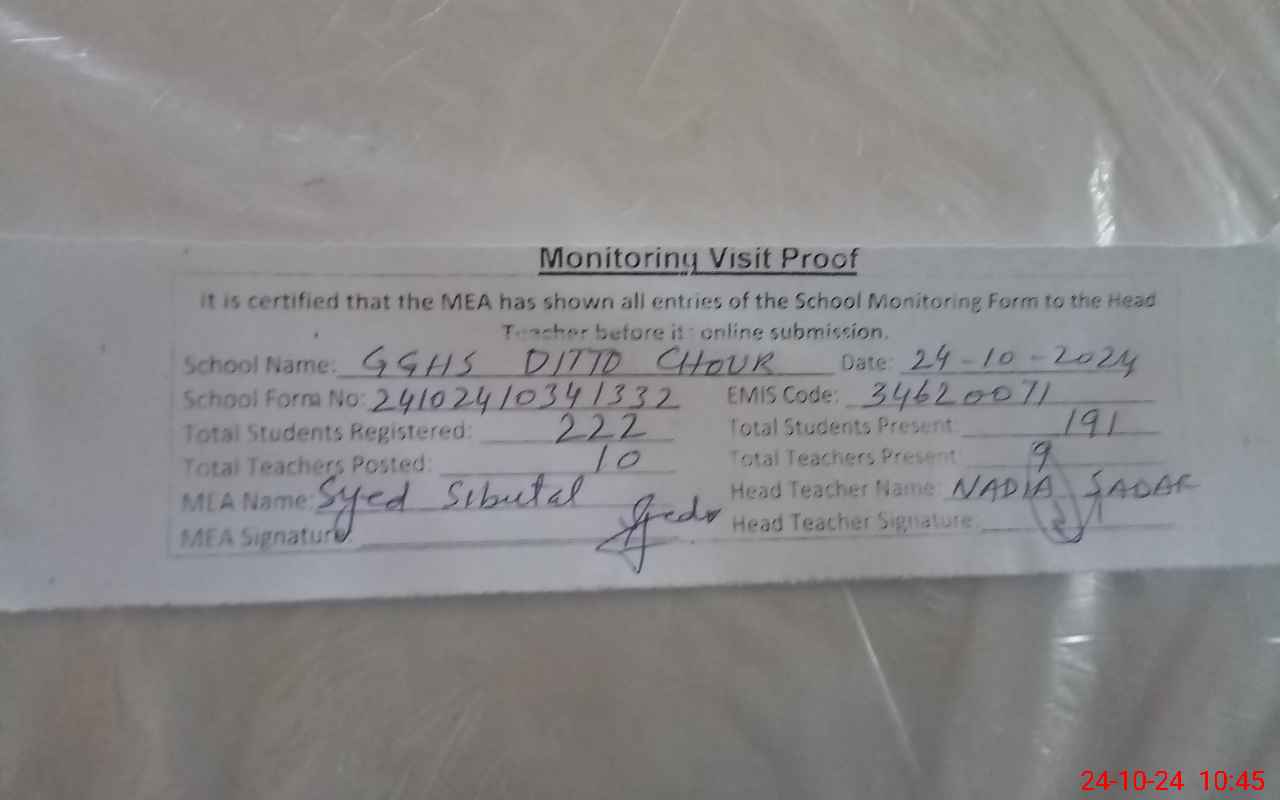 Monitoring Visit Proof
It is certified that the MEA has shown all entries of the School Monitoring Form to the Head
Teacher before its online submission.
School Name: GGHS DITTO CHOUR Date: 24-10-2024
School Form No: 24102410341332 EMIS Code: 34620071
Total Students Registered: 222 Total Students Present: 191
Total Teachers Posted: 10 Total Teachers Present 9
MEA Name: Syed Sibutal Head Teacher Name: NADIA SADAF
MEA Signature: Head Teacher Signature:
24-10-24 10:45